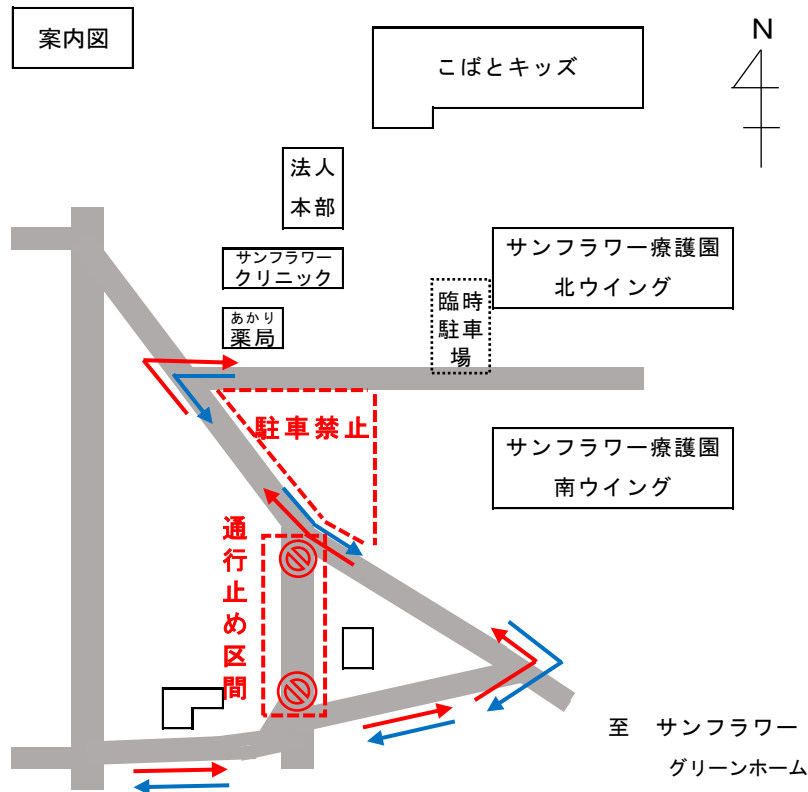 案内図
N
こばとキッズ
法人
本部
サンフラワー
クリニック
サンフラワー療護園
北ウイング
臨時
駐車
場
あかり
薬局
駐車禁止
サンフラワー療護園
南ウイング
通行止め区間
至　サンフラワー
グリーンホーム